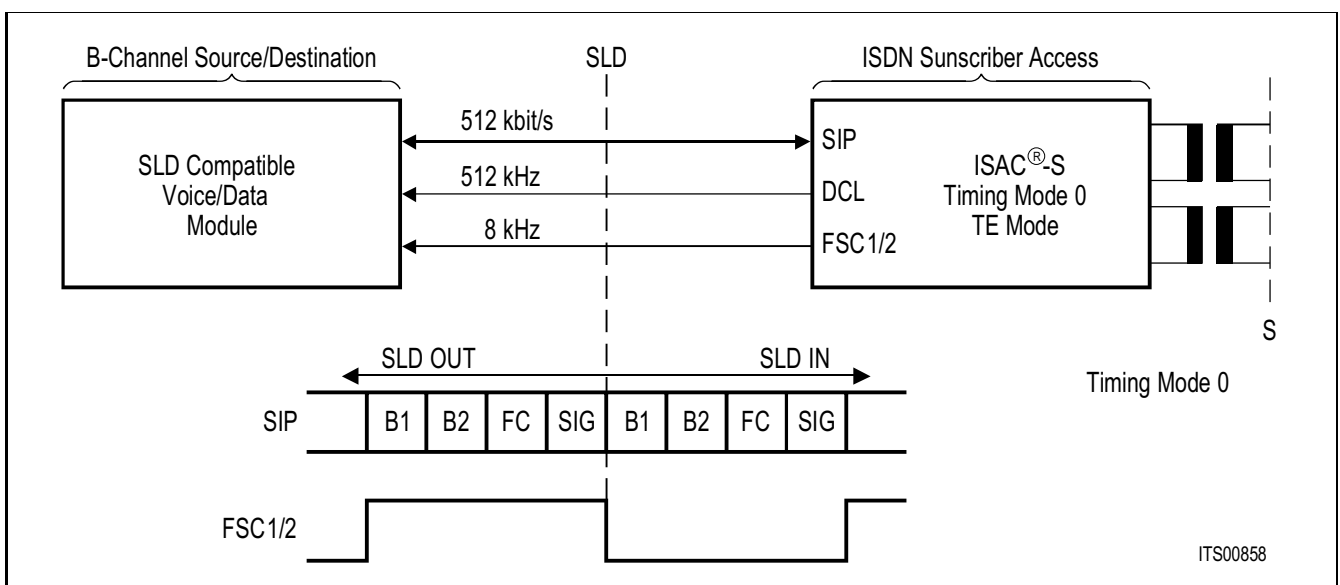 B-Channel Source/Destination
SLD
ISDN Sunscriber Access
SLD Compatible
Voice/Data
Module
512 kbit/s
512 kHz
8 kHz
SIP
DCL
FSC1/2
ISAC®-S
Timing Mode 0
TE Mode
S
SLD OUT
SLD IN
Timing Mode 0
SIP
B1 B2 FC SIG B1 B2 FC SIG
FSC1/2
ITS00858